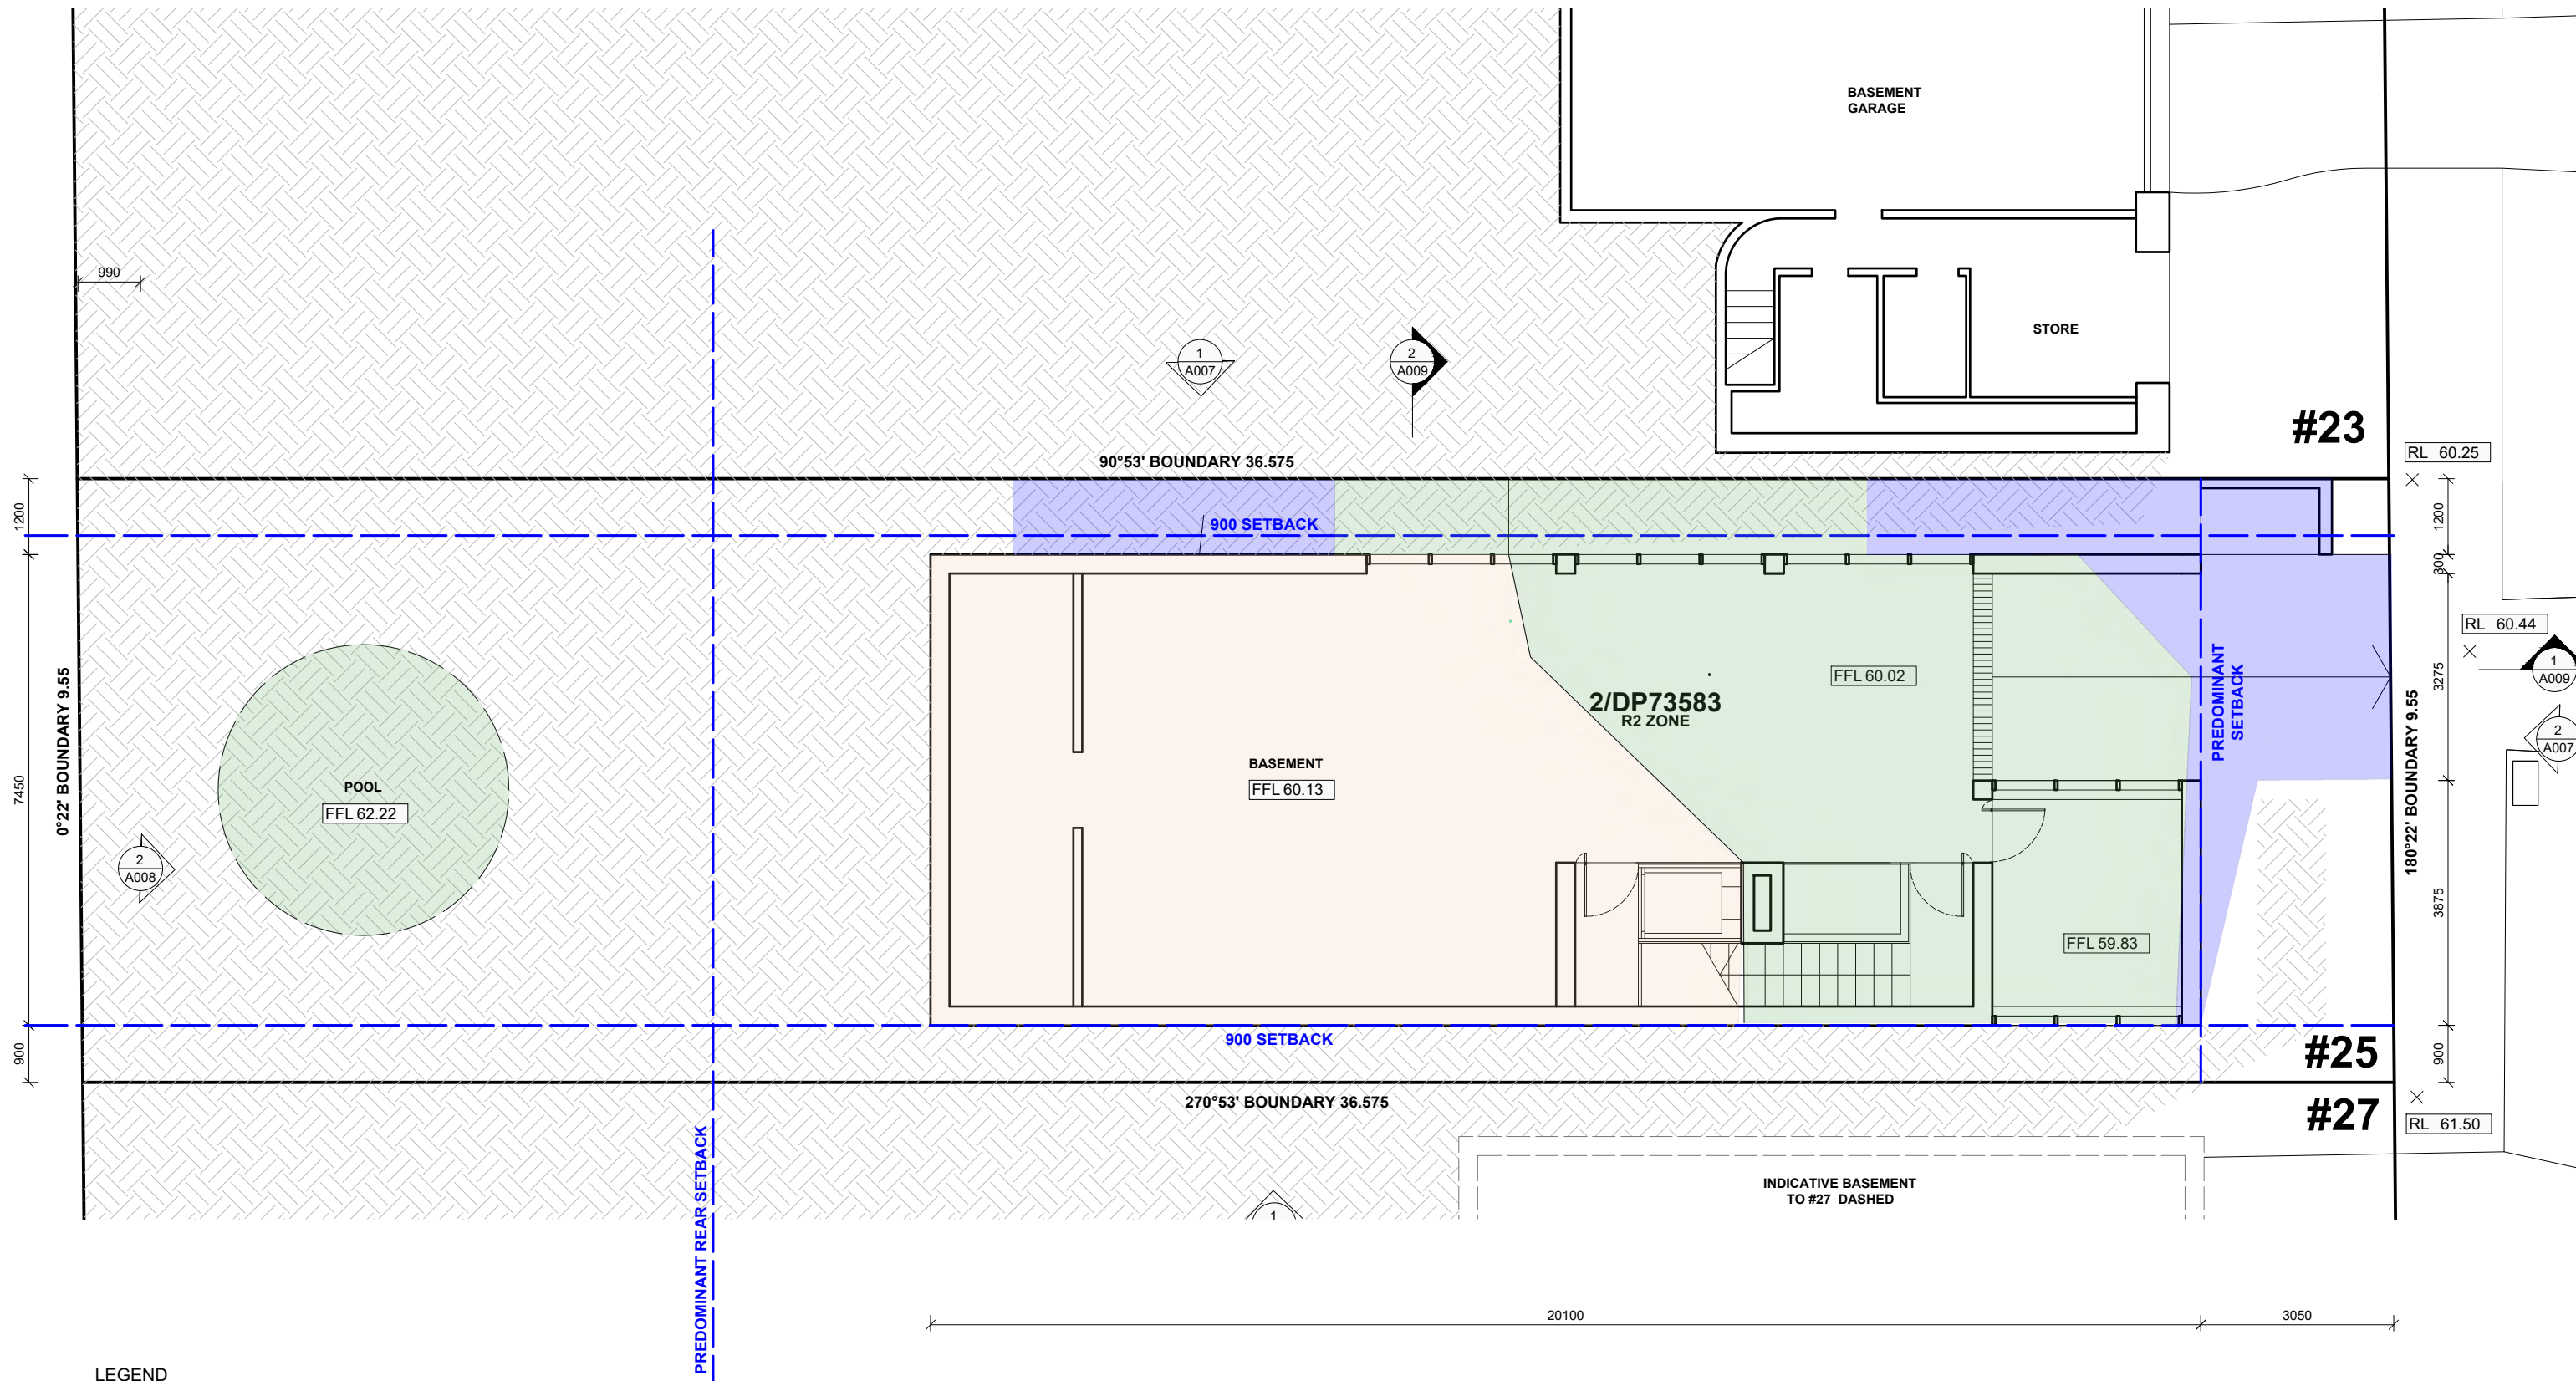 BASEMENT
GARAGE
990
STORE
1
A007
2
A009
#23
RL 60.25
90°53' BOUNDARY 36.575
1200
900 SETBACK
1200
300
RL 60.44
1
A009
PREDOMINANT
SETBACK
3275
FFL 60.02
2/DP73583
R2 ZONE
2
A007
0°22' BOUNDARY 9.55
7450
POOL
FFL 62.22
BASEMENT
FFL 60.13
180°22' BOUNDARY 9.55
2
A008
3875
FFL 59.83
900 SETBACK
900
#25
900
270°53' BOUNDARY 36.575
#27
RL 61.50
PREDOMINANT REAR SETBACK
INDICATIVE BASEMENT
TO #27 DASHED
1
20100
3050
LEGEND